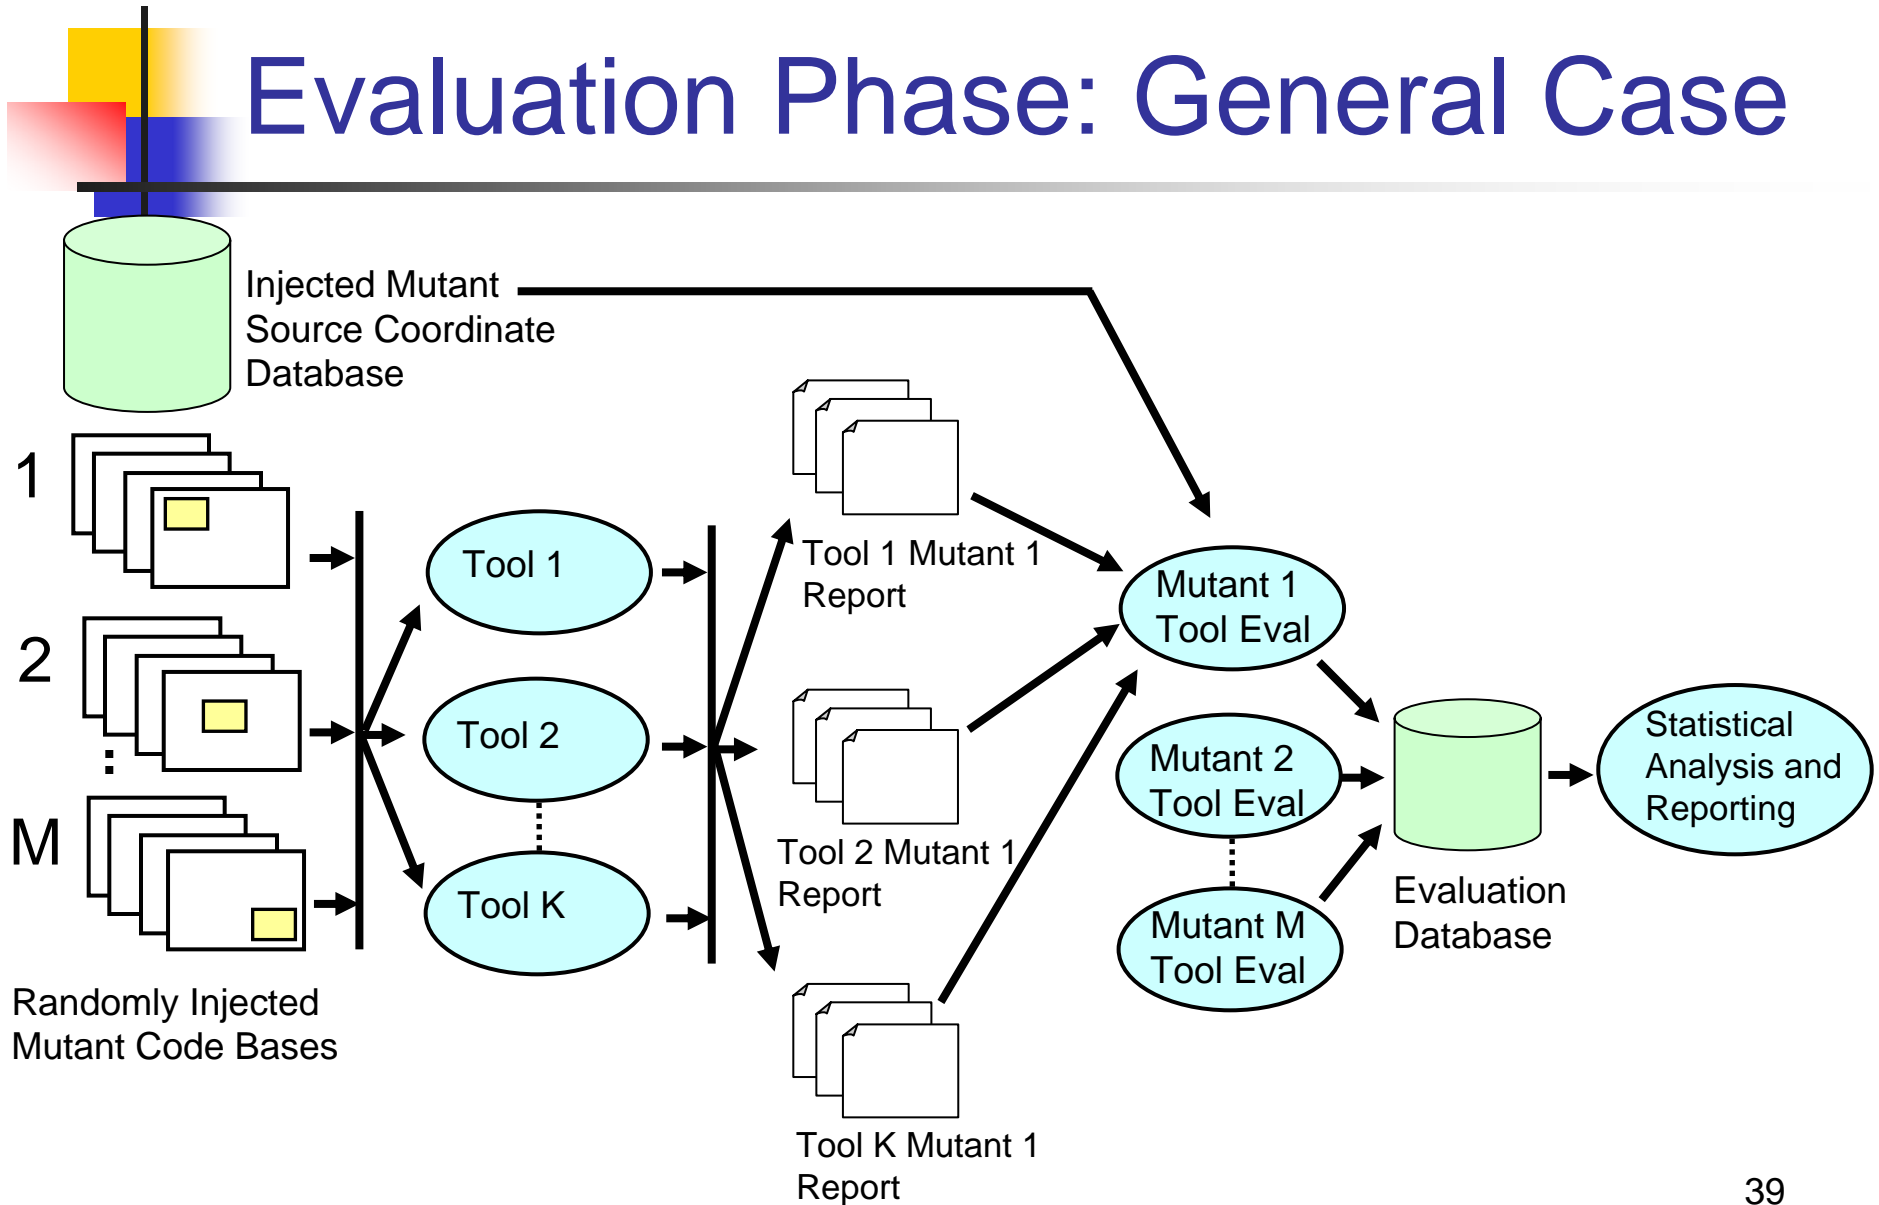 Evaluation Phase: General Case
Injected Mutant
Source Coordinate
Database
1
2
:
M
Randomly Injected
Mutant Code Bases
Tool 1
Tool 2
Tool K
Tool 1 Mutant 1
Report
Tool 2 Mutant 1
Report
Tool K Mutant 1
Report
Mutant 1
Tool Eval
Mutant 2
Tool Eval
Mutant M
Tool Eval
Evaluation
Database
Statistical
Analysis and
Reporting
39